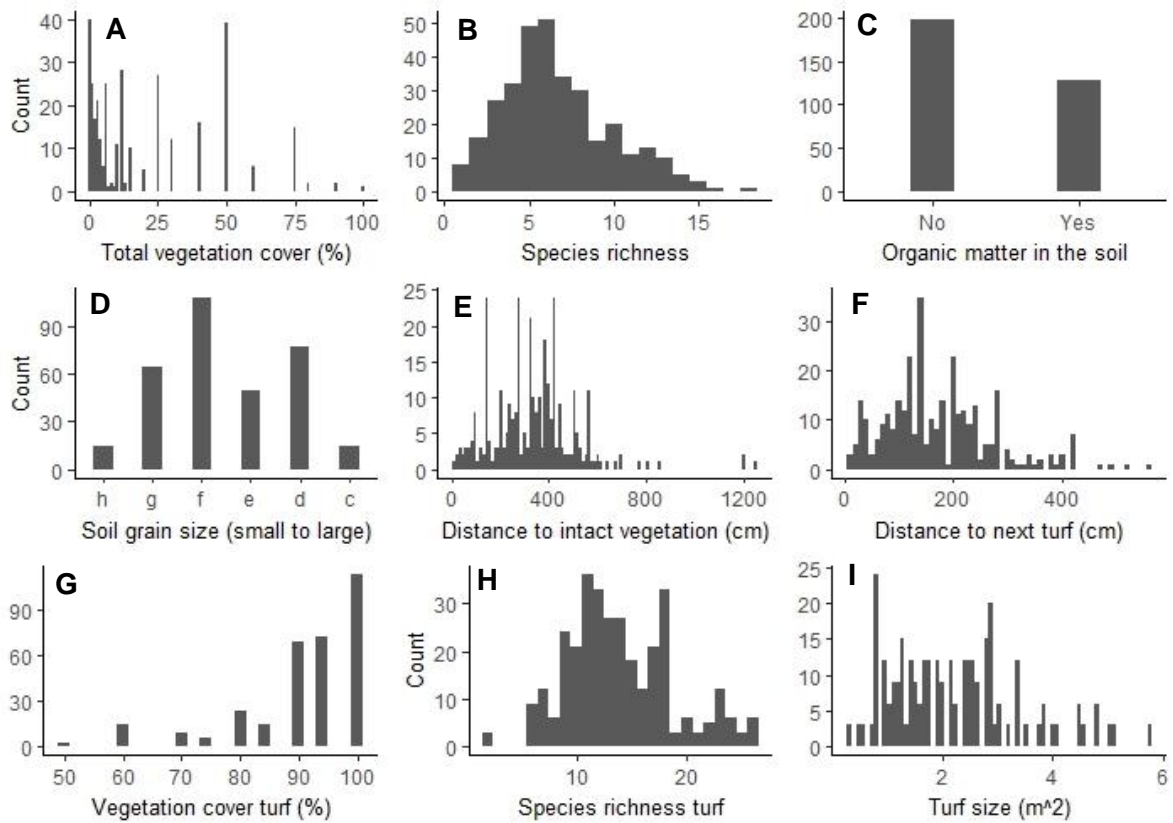 A
B
C
Count
40
30
20
10
0
0 25 50 75 100
Total vegetation cover (%)
50
40
30
20
10
0
0 5 10 15
Species richness
200
150
100
50
0
No Yes
Organic matter in the soil
D
E
F
Count
90
60
30
0
h g f e d c
Soil grain size (small to large)
25
20
15
10
5
0
0 400 800 1200
Distance to intact vegetation (cm)
30
20
10
0
0 200 400
Distance to next turf (cm)
G
H
I
90
60
30
0
50 60 70 80 90 100
Vegetation cover turf (%)
Count
30
20
10
0
10 20
Species richness turf
25
20
15
10
5
0
2 4 6
Turf size (m^2)